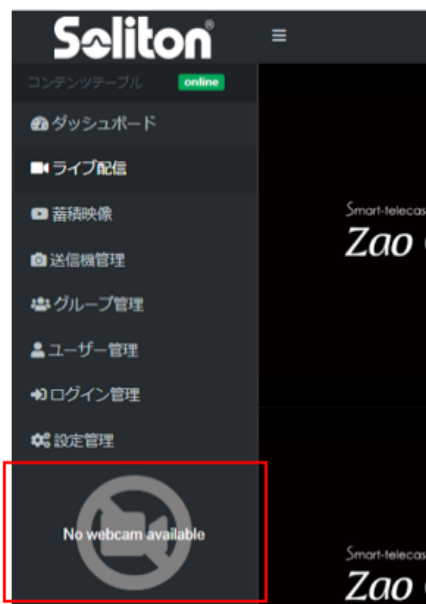 Soliton®
コンテンツテーブル online
ダッシュボード
ライブ配信
蓄積映像
送信機管理
グループ管理
ユーザー管理
ログイン管理
設定管理
No webcam available
Smart-telecas
Zao
Smart-telecas
Zao